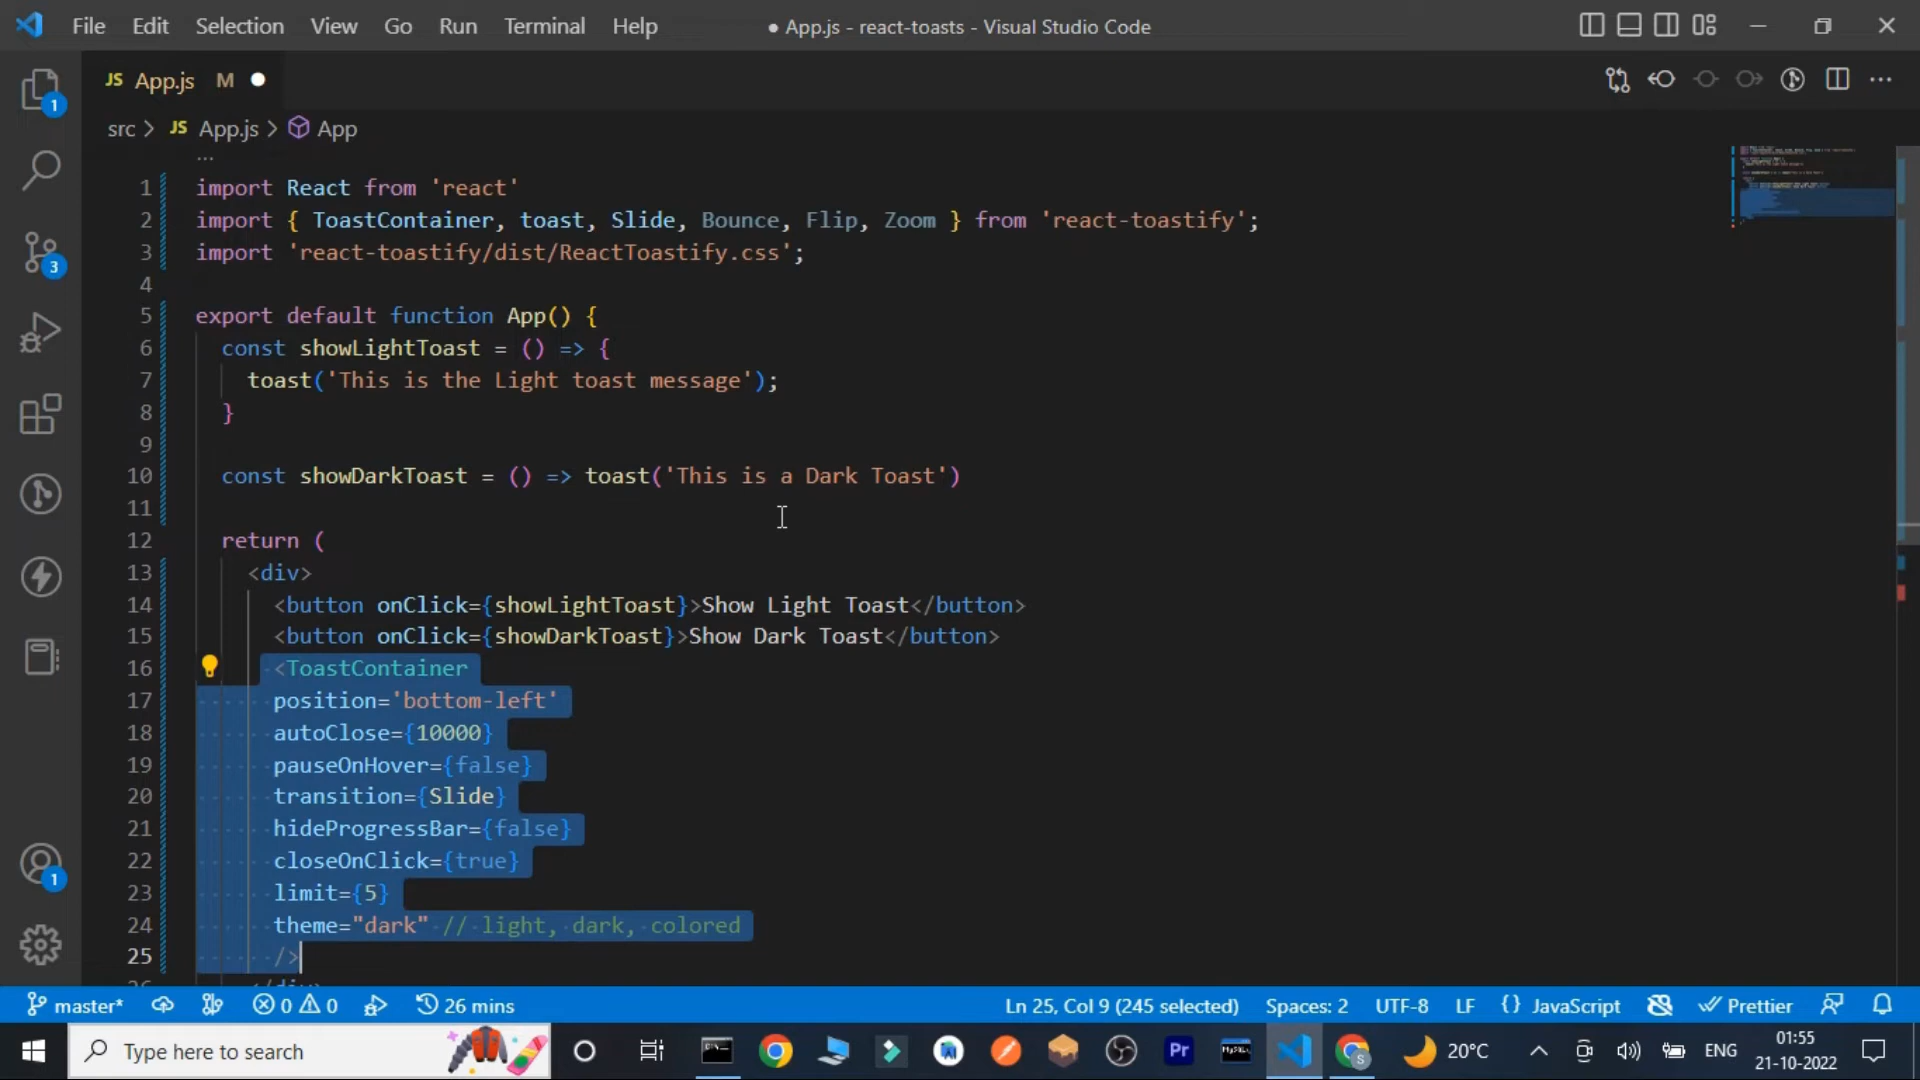 File Edit Selection View Go Run Terminal Help
● App.js - react-toasts - Visual Studio Code
JS App.js M
src > JS App.js > App
...
1 import React from 'react'
2 import { ToastContainer, toast, Slide, Bounce, Flip, Zoom } from 'react-toastify';
3 import 'react-toastify/dist/ReactToastify.css';
4
5 export default function App() {
6 const showLightToast = () => {
7 toast('This is the Light toast message');
8 }
9
10 const showDarkToast = () => toast('This is a Dark Toast')
11
12 return (
13 <div>
14 <button onClick={showLightToast}>Show Light Toast</button>
15 <button onClick={showDarkToast}>Show Dark Toast</button>
16 <ToastContainer
17 position='bottom-left'
18 autoClose={10000}
19 pauseOnHover={false}
20 transition={Slide}
21 hideProgressBar={false}
22 closeOnClick={true}
23 limit={5}
24 theme="dark" // light, dark, colored
25 />
26 </div>
1
3
1
master* 0 0 26 mins Ln 25, Col 9 (245 selected) Spaces: 2 UTF-8 LF {} JavaScript Prettier
Type here to search
Pr
MySQL
S
20°C
ENG
01:55
21-10-2022